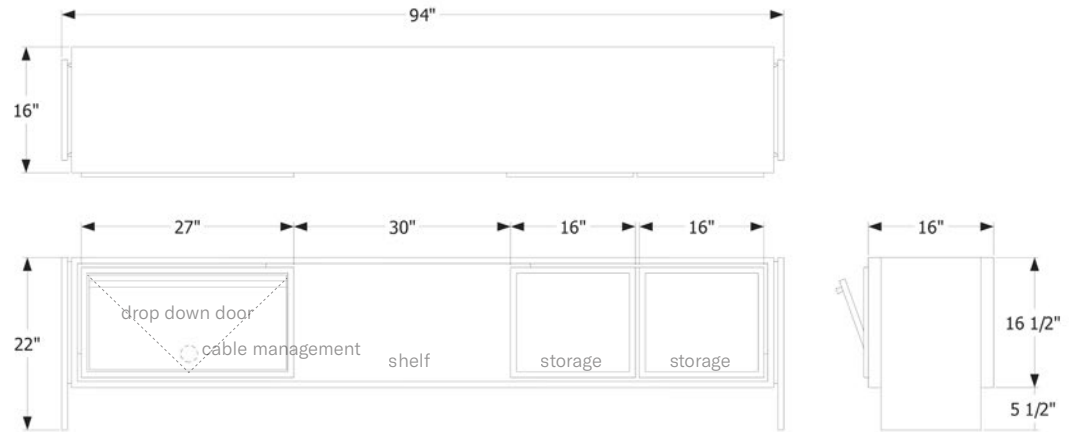 94"
16"
27" 30" 16" 16" 16"
drop down door
22" cable management 16 1/2"
shelf storage storage
5 1/2"